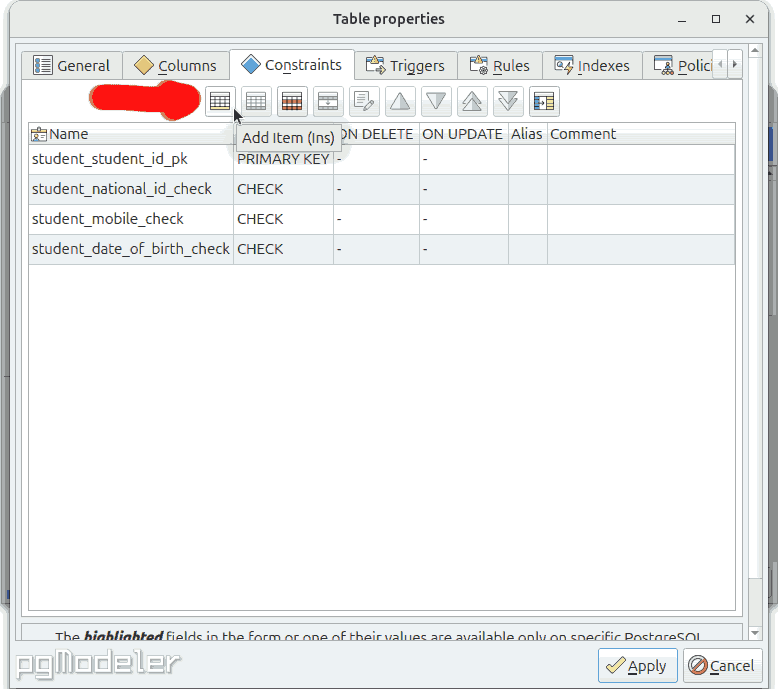 Table properties
General
Columns
Constraints
Triggers
Rules
Indexes
Polici
Add Item (Ins)
Name ON DELETE ON UPDATE Alias Comment
student_student_id_pk PRIMARY KEY - -
student_national_id_check CHECK - -
student_mobile_check CHECK - -
student_date_of_birth_check CHECK - -
The highlighted fields in the form or one of their values are available only on specific PostgreSQL
pgModeler
Apply
Cancel